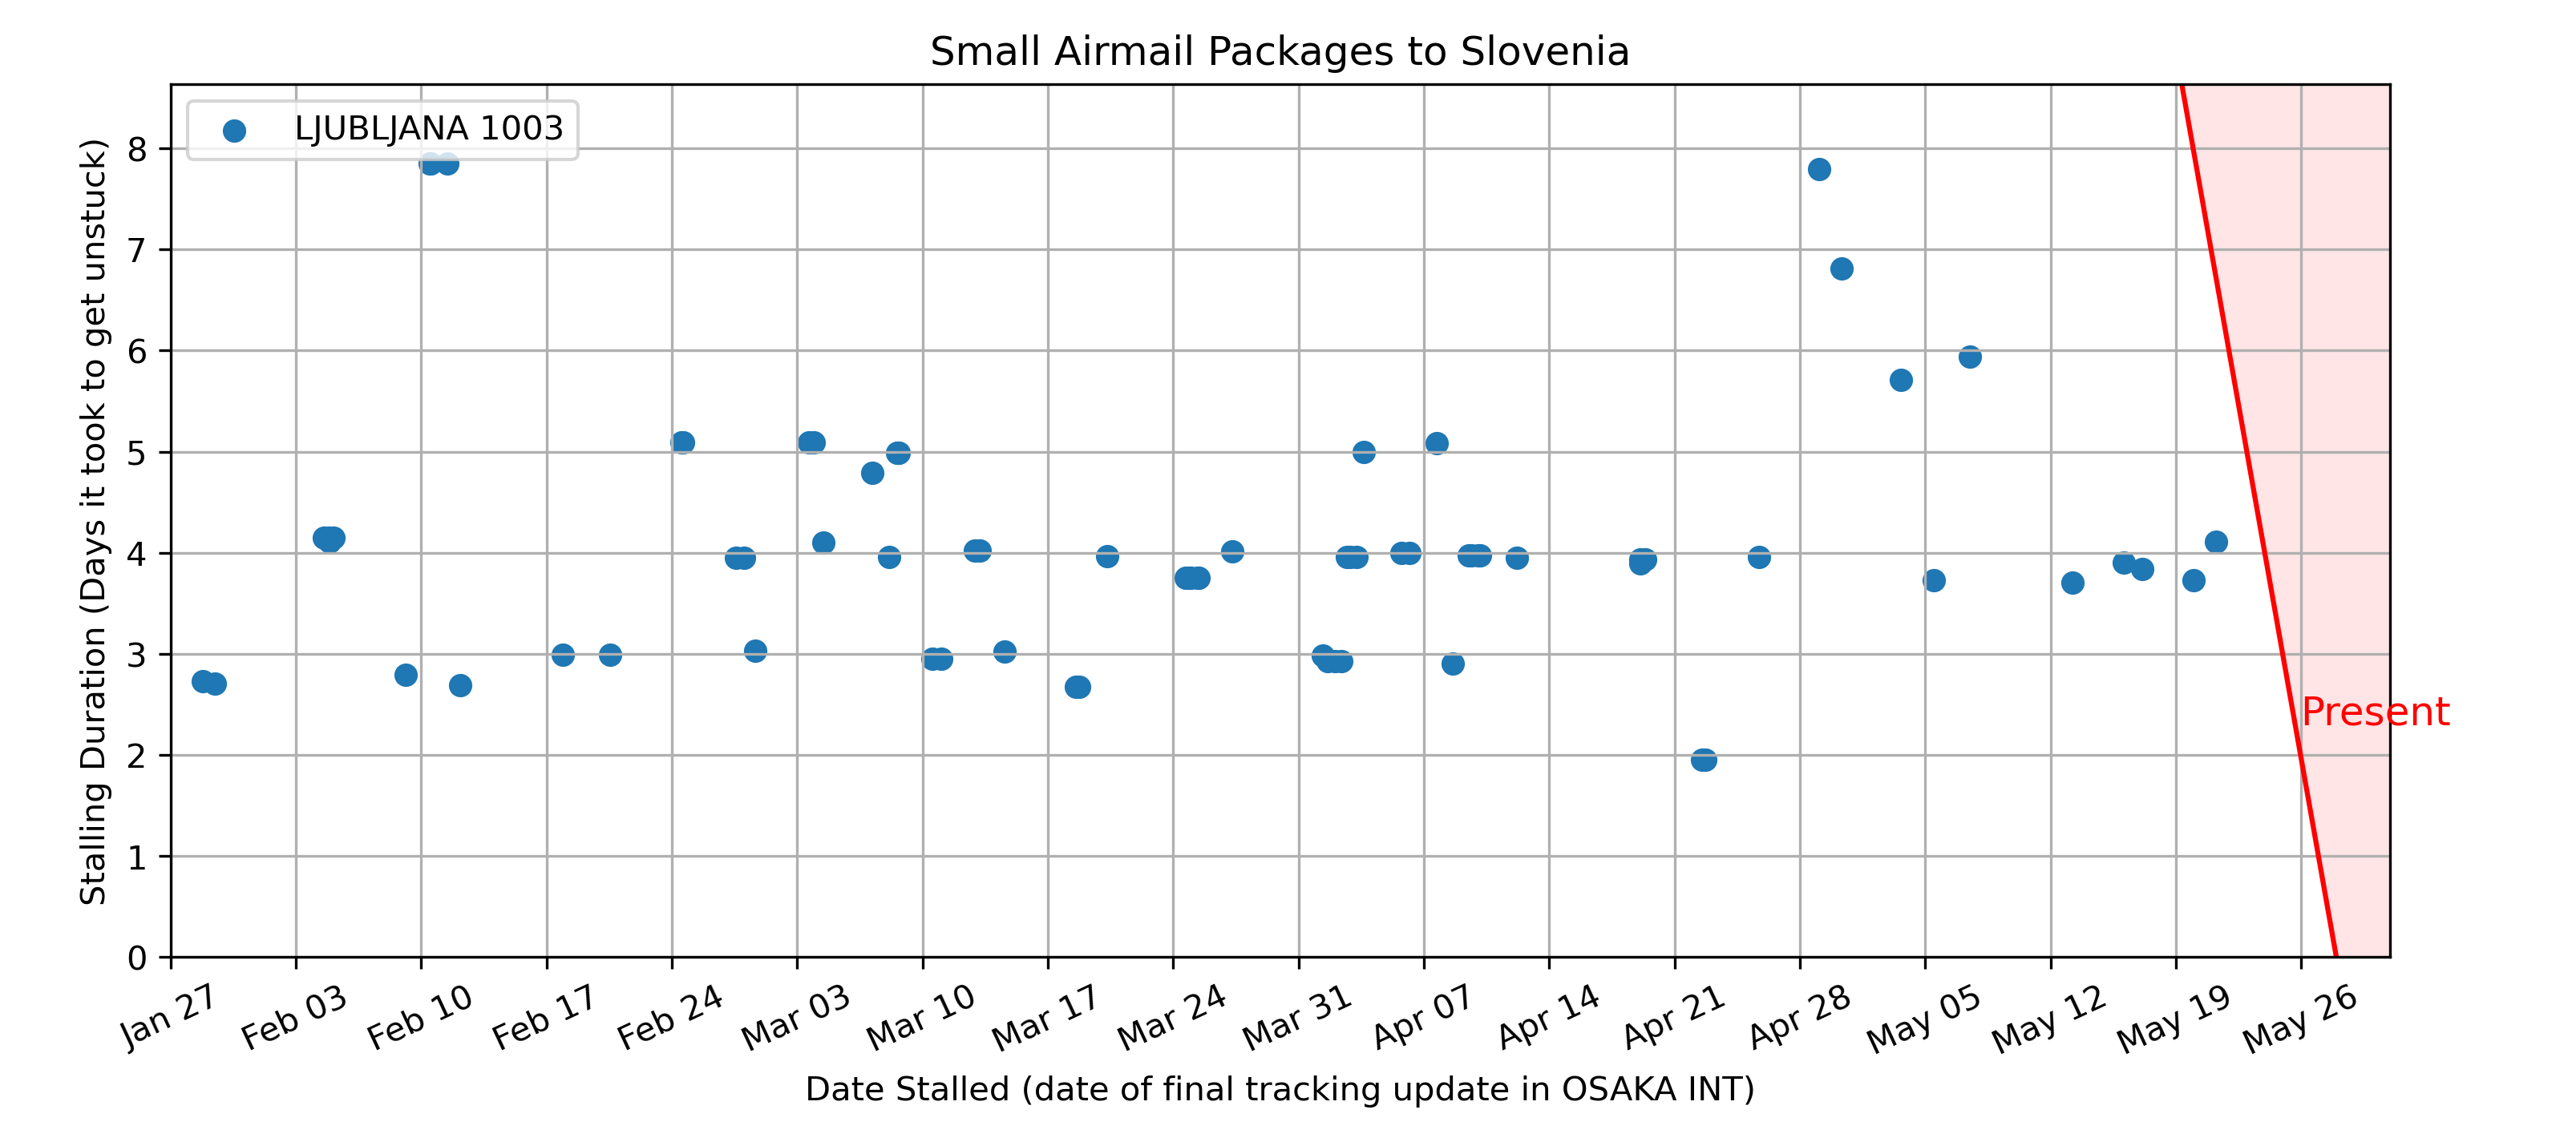 Small Airmail Packages to Slovenia
LJUBLJANA 1003
Stalling Duration (Days it took to get unstuck)
8
7
6
5
4
3
2
1
0
Present
Jan 27
Feb 03
Feb 10
Feb 17
Feb 24
Mar 03
Mar 10
Mar 17
Mar 24
Mar 31
Apr 07
Apr 14
Apr 21
Apr 28
May 05
May 12
May 19
May 26
Date Stalled (date of final tracking update in OSAKA INT)